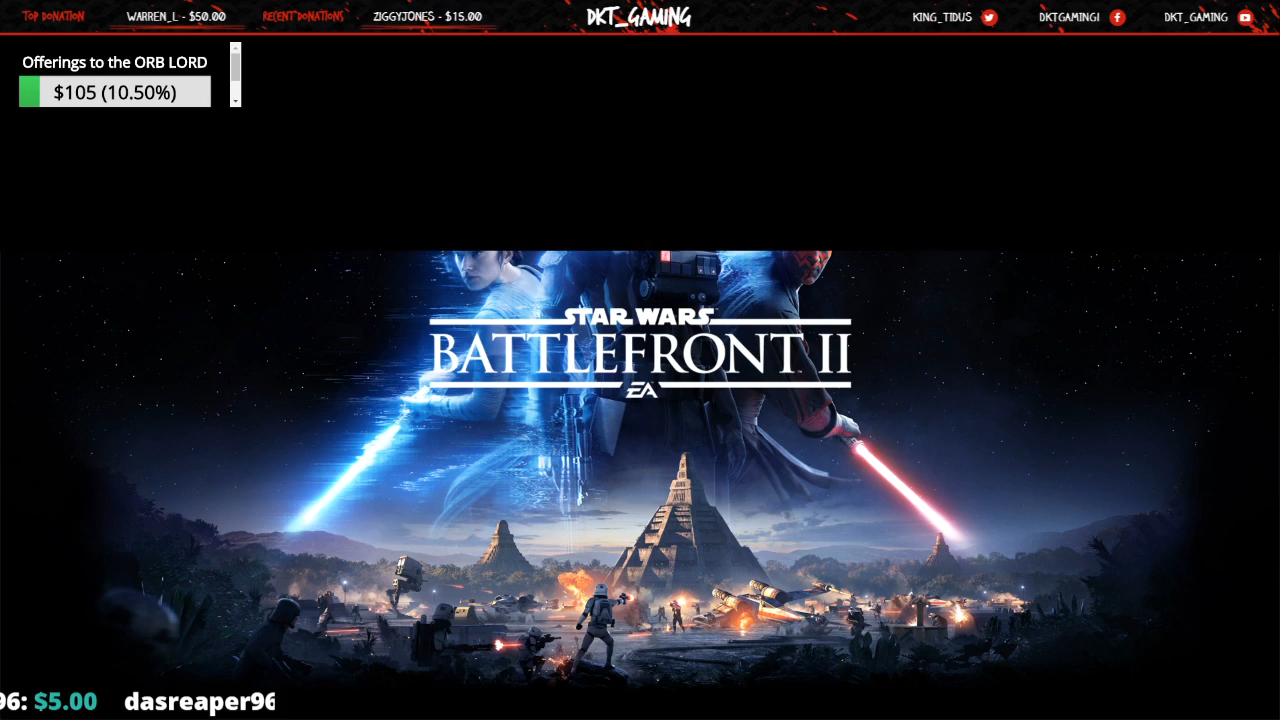 TOP DONATION WARREN_L - $50.00 RECENT DONATIONS ZIGGYJONES - $15.00 DKT_GAMING KING_TIDUS DKTGAMING1 DKT_GAMING
Offerings to the ORB LORD
$105 (10.50%)
STAR WARS
BATTLEFRONT II
EA
96: $5.00 dasreaper96